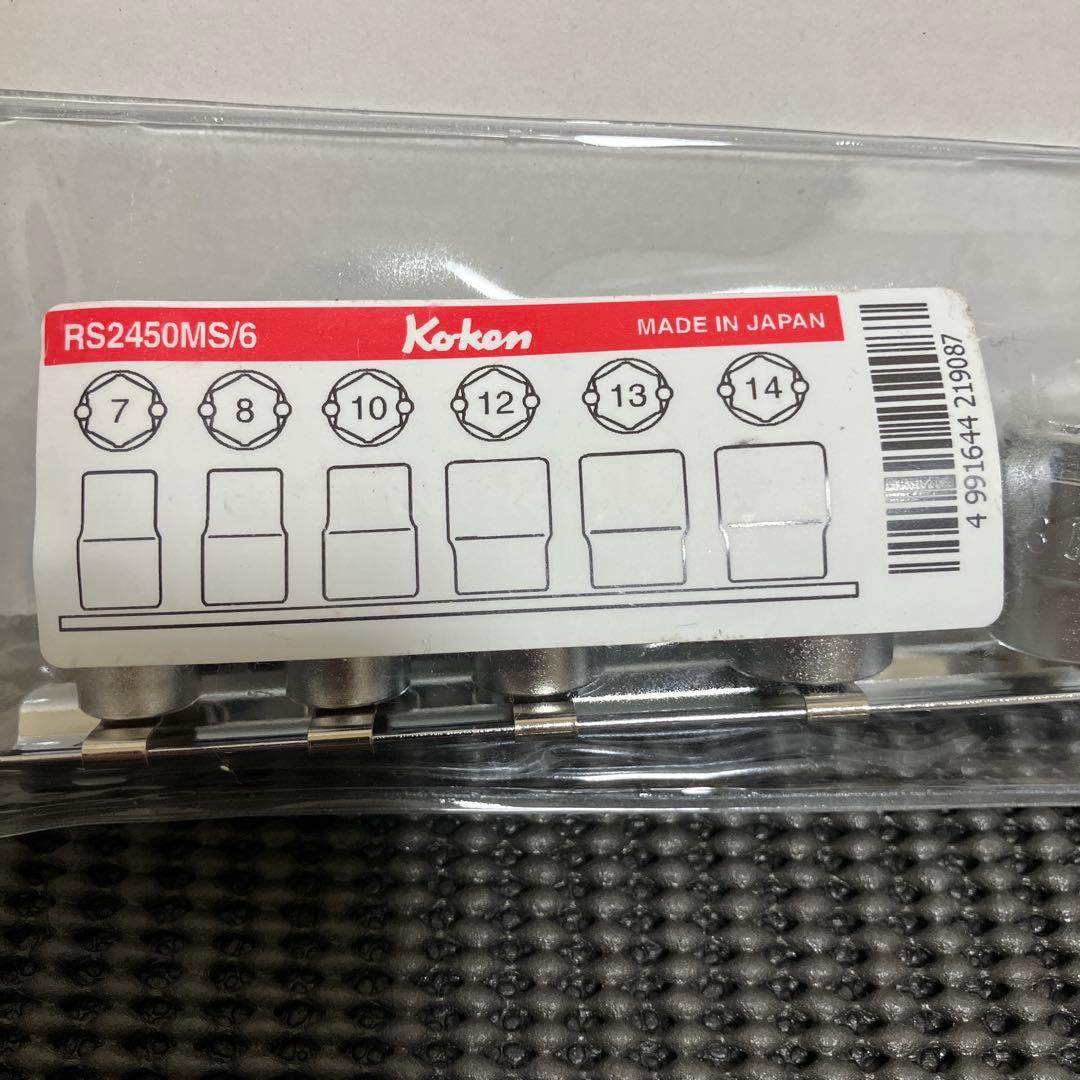 RS2450MS/6 Koken MADE IN JAPAN
7 8 10 12 13 14
4 991644 219087